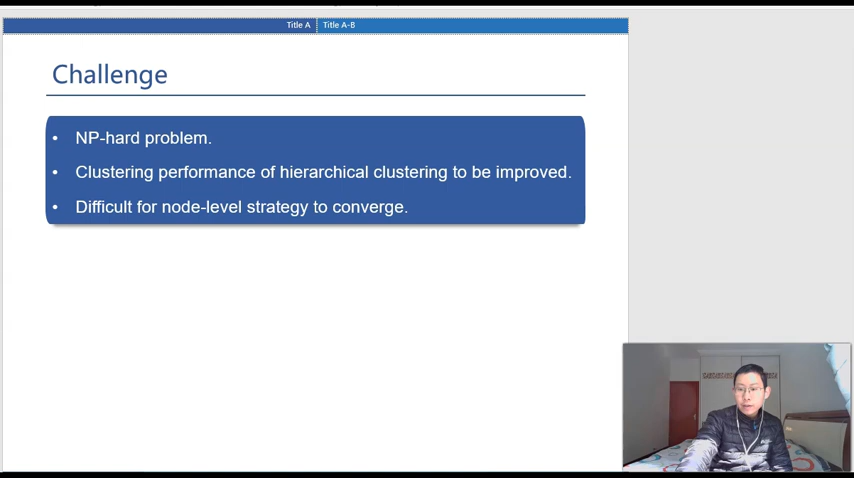 Title A
Title A-B
Challenge
• NP-hard problem.
• Clustering performance of hierarchical clustering to be improved.
• Difficult for node-level strategy to converge.